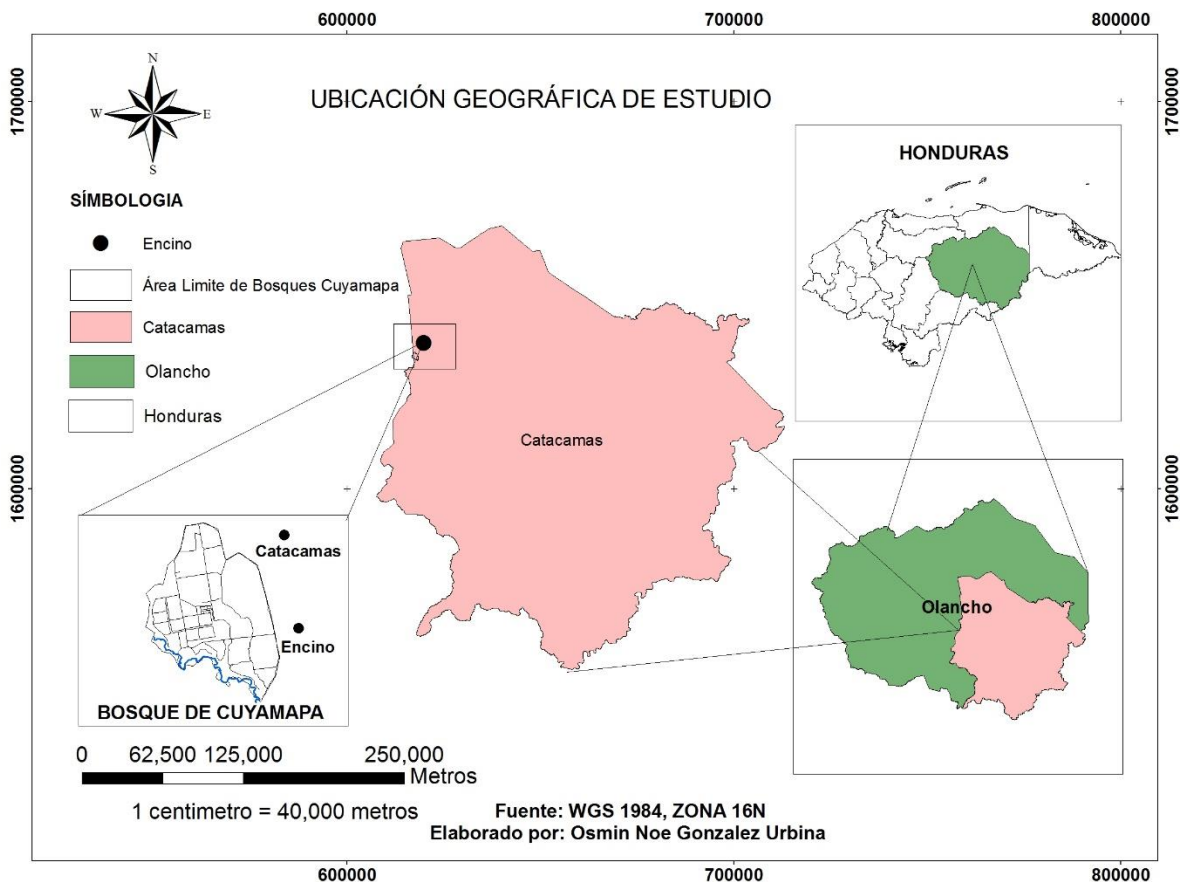 600000
700000
800000
1700000
1700000
N
W
E
S
UBICACIÓN GEOGRÁFICA DE ESTUDIO
HONDURAS
SÍMBOLOGIA
Encino
Área Limite de Bosques Cuyamapa
Catacamas
Olancho
Honduras
Catacamas
1600000
1600000
Catacamas
Encino
BOSQUE DE CUYAMAPA
Olancho
0 62,500 125,000 250,000
Metros
1 centimetro = 40,000 metros
Fuente: WGS 1984, ZONA 16N
Elaborado por: Osmin Noe Gonzalez Urbina
600000
700000
800000